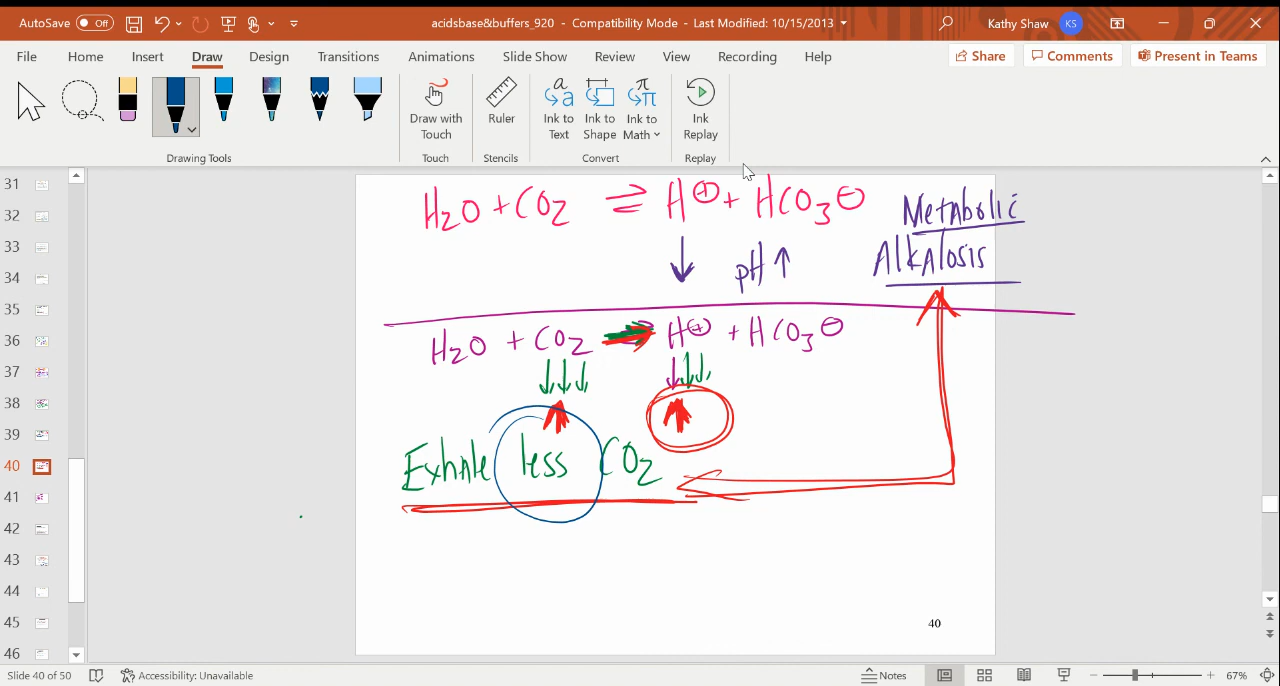 AutoSave Off acidsbase&buffers_920 - Compatibility Mode - Last Modified: 10/15/2013 Kathy Shaw KS
File Home Insert Draw Design Transitions Animations Slide Show Review View Recording Help Share Comments Present in Teams
Draw with Touch
Ruler
Ink to Text
Ink to Shape
Ink to Math
Ink Replay
Drawing Tools Touch Stencils Convert Replay
31
32
33
34
35
36
37
38
39
40
41
42
43
44
45
46
H2O + CO2 ⇌ H⊕ + HCO3⊖
Metabolic
Alkalosis
↓ pH ↑
H2O + CO2 → H⊕ + HCO3⊖
↓↓↓ ↓↓↓
↑ ↑
Exhale less CO2
40
Slide 40 of 50 Accessibility: Unavailable Notes 67%